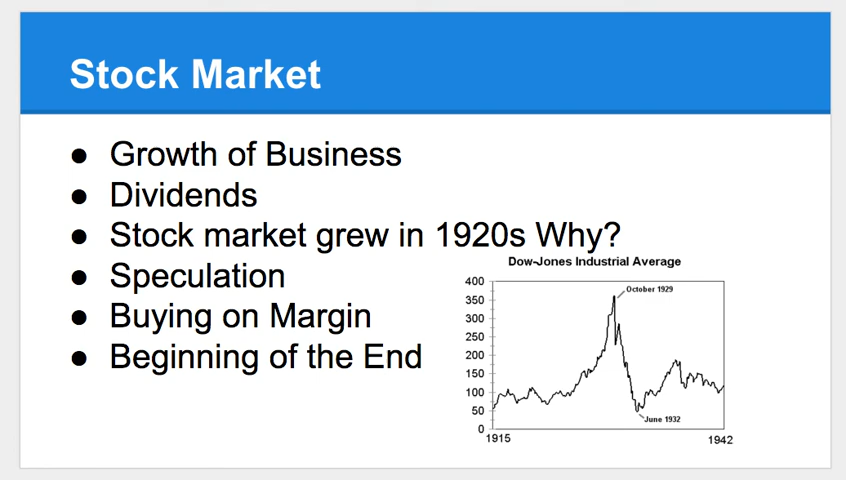 Stock Market
● Growth of Business
● Dividends
● Stock market grew in 1920s Why?
● Speculation
● Buying on Margin
● Beginning of the End
Dow-Jones Industrial Average
400
350
300
250
200
150
100
50
0
October 1929
June 1932
1915
1942